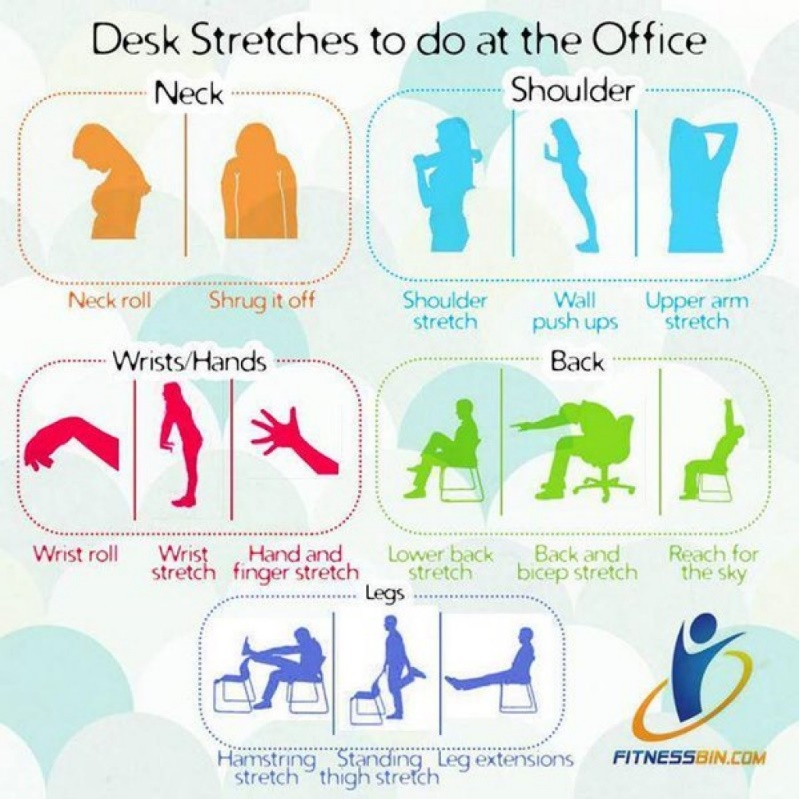 Desk Stretches to do at the Office
Neck
Shoulder
Neck roll
Shrug it off
Shoulder
stretch
Wall
push ups
Upper arm
stretch
Wrists/Hands
Back
Wrist roll
Wrist
stretch
Hand and
finger stretch
Lower back
stretch
Back and
bicep stretch
Reach for
the sky
Legs
Hamstring
stretch
Standing
thigh stretch
Leg extensions
FITNESSBIN.COM